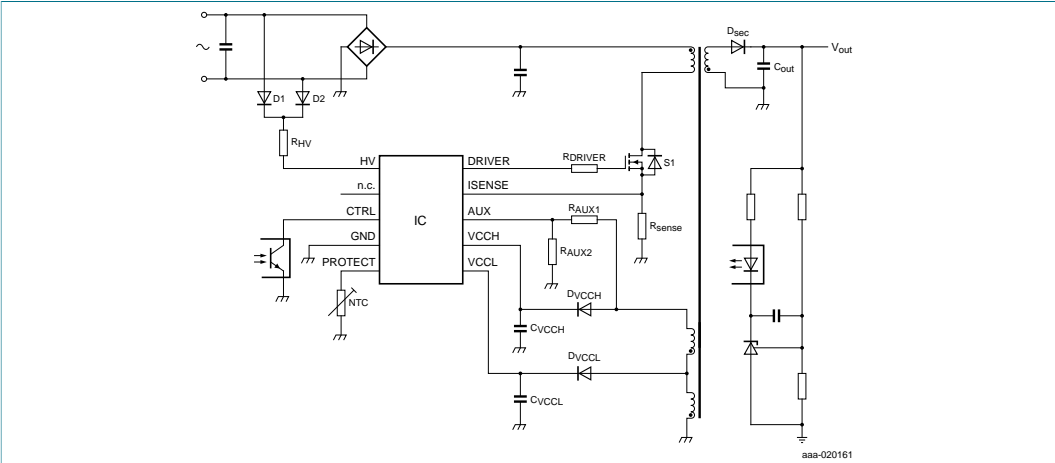 Dsec
Vout
Cout
D1
D2
RHV
HV
DRIVER
RDRIVER
S1
n.c.
ISENSE
CTRL
IC
AUX
RAUX1
Rsense
GND
VCCH
RAUX2
PROTECT
VCCL
NTC
DVCCH
CVCCH
DVCCL
CVCCL
aaa-020161